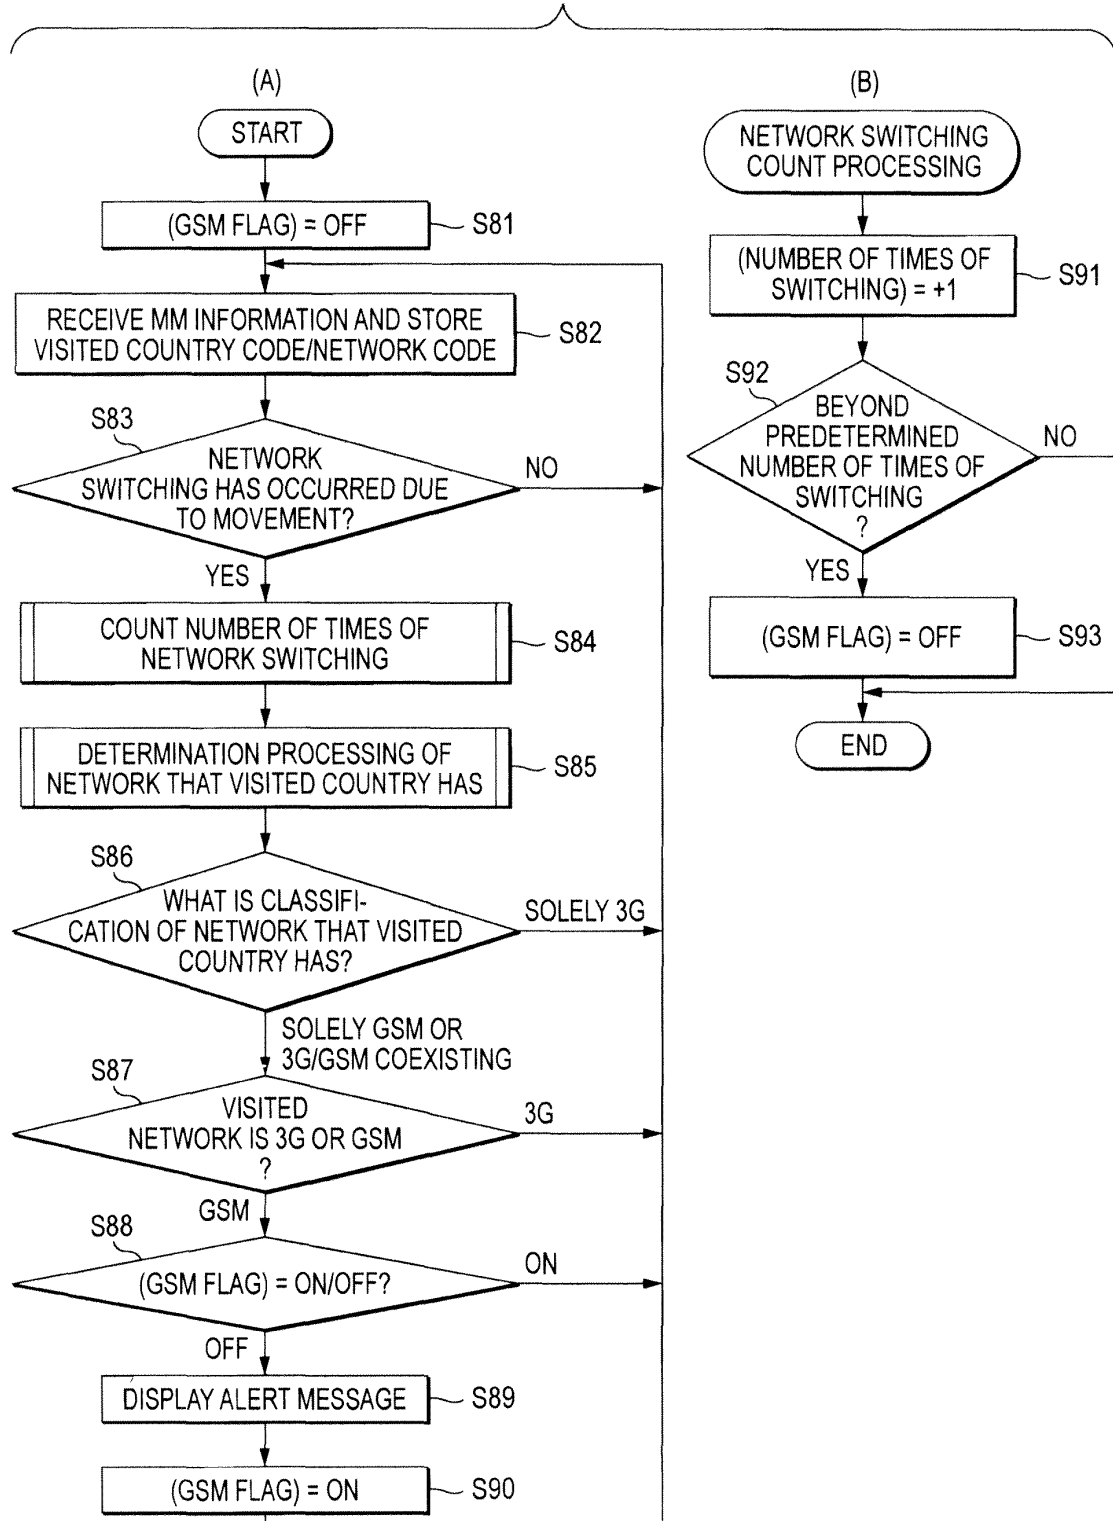 (A)
START
(GSM FLAG) = OFF
S81
RECEIVE MM INFORMATION AND STORE
VISITED COUNTRY CODE/NETWORK CODE
S82
S83
NETWORK
SWITCHING HAS OCCURRED DUE
TO MOVEMENT?
NO
YES
COUNT NUMBER OF TIMES OF
NETWORK SWITCHING
S84
DETERMINATION PROCESSING OF
NETWORK THAT VISITED COUNTRY HAS
S85
S86
WHAT IS CLASSIFI-
CATION OF NETWORK THAT VISITED
COUNTRY HAS?
SOLELY 3G
SOLELY GSM OR
3G/GSM COEXISTING
S87
VISITED
NETWORK IS 3G OR GSM
?
3G
GSM
S88
(GSM FLAG) = ON/OFF?
ON
OFF
DISPLAY ALERT MESSAGE
S89
(GSM FLAG) = ON
S90
(B)
NETWORK SWITCHING
COUNT PROCESSING
(NUMBER OF TIMES OF
SWITCHING) = +1
S91
S92
BEYOND
PREDETERMINED
NUMBER OF TIMES OF
SWITCHING
?
NO
YES
(GSM FLAG) = OFF
S93
END